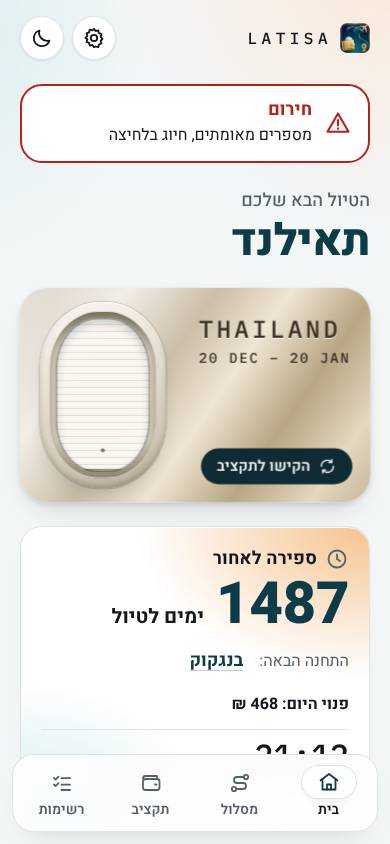 LATISA
חירום
מספרים מאומתים, חיוג בלחיצה
הטיול הבא שלכם
תאילנד
THAILAND
20 DEC – 20 JAN
הקישו לתקציב
ספירה לאחור
1487 ימים לטיול
התחנה הבאה: בנגקוק
פנוי היום: 468 ₪
בית
מסלול
תקציב
רשימות